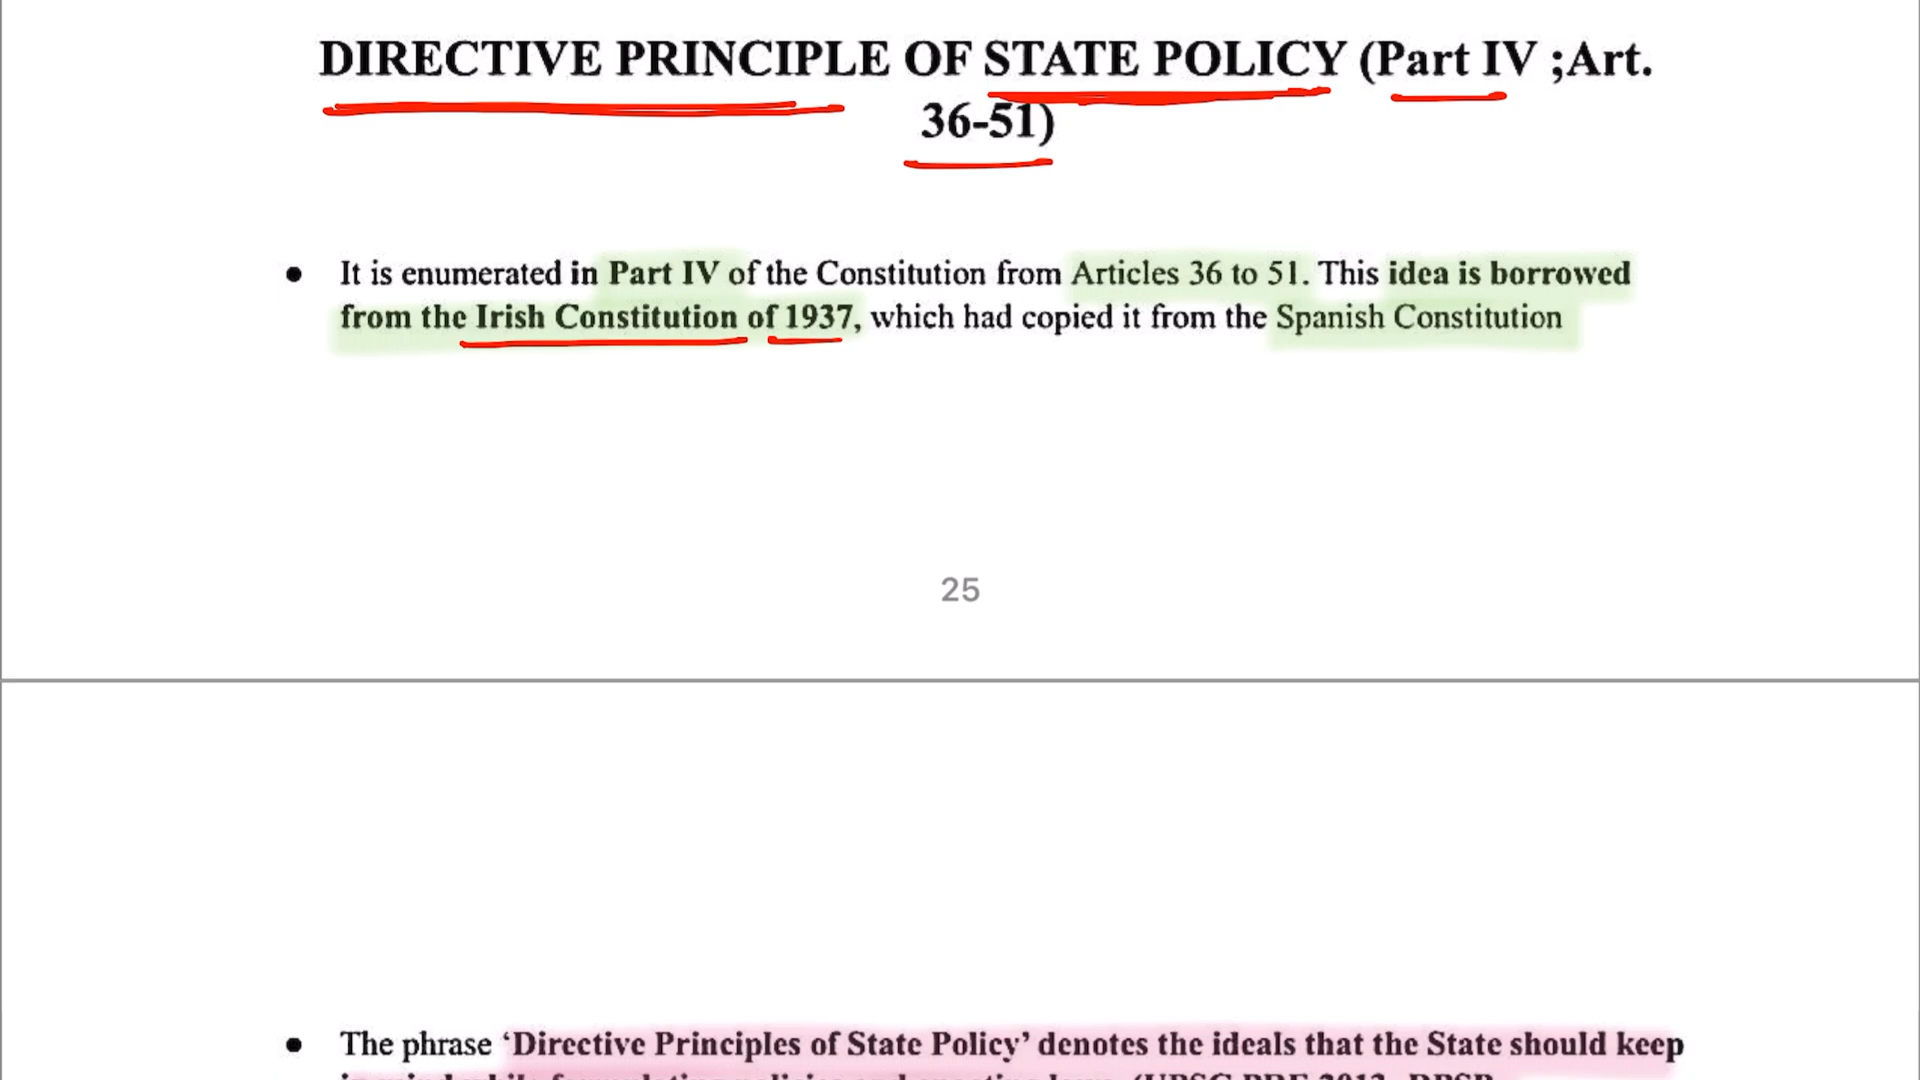 DIRECTIVE PRINCIPLE OF STATE POLICY (Part IV ;Art.
36-51)
● It is enumerated in Part IV of the Constitution from Articles 36 to 51. This idea is borrowed
from the Irish Constitution of 1937, which had copied it from the Spanish Constitution
25
● The phrase ‘Directive Principles of State Policy’ denotes the ideals that the State should keep